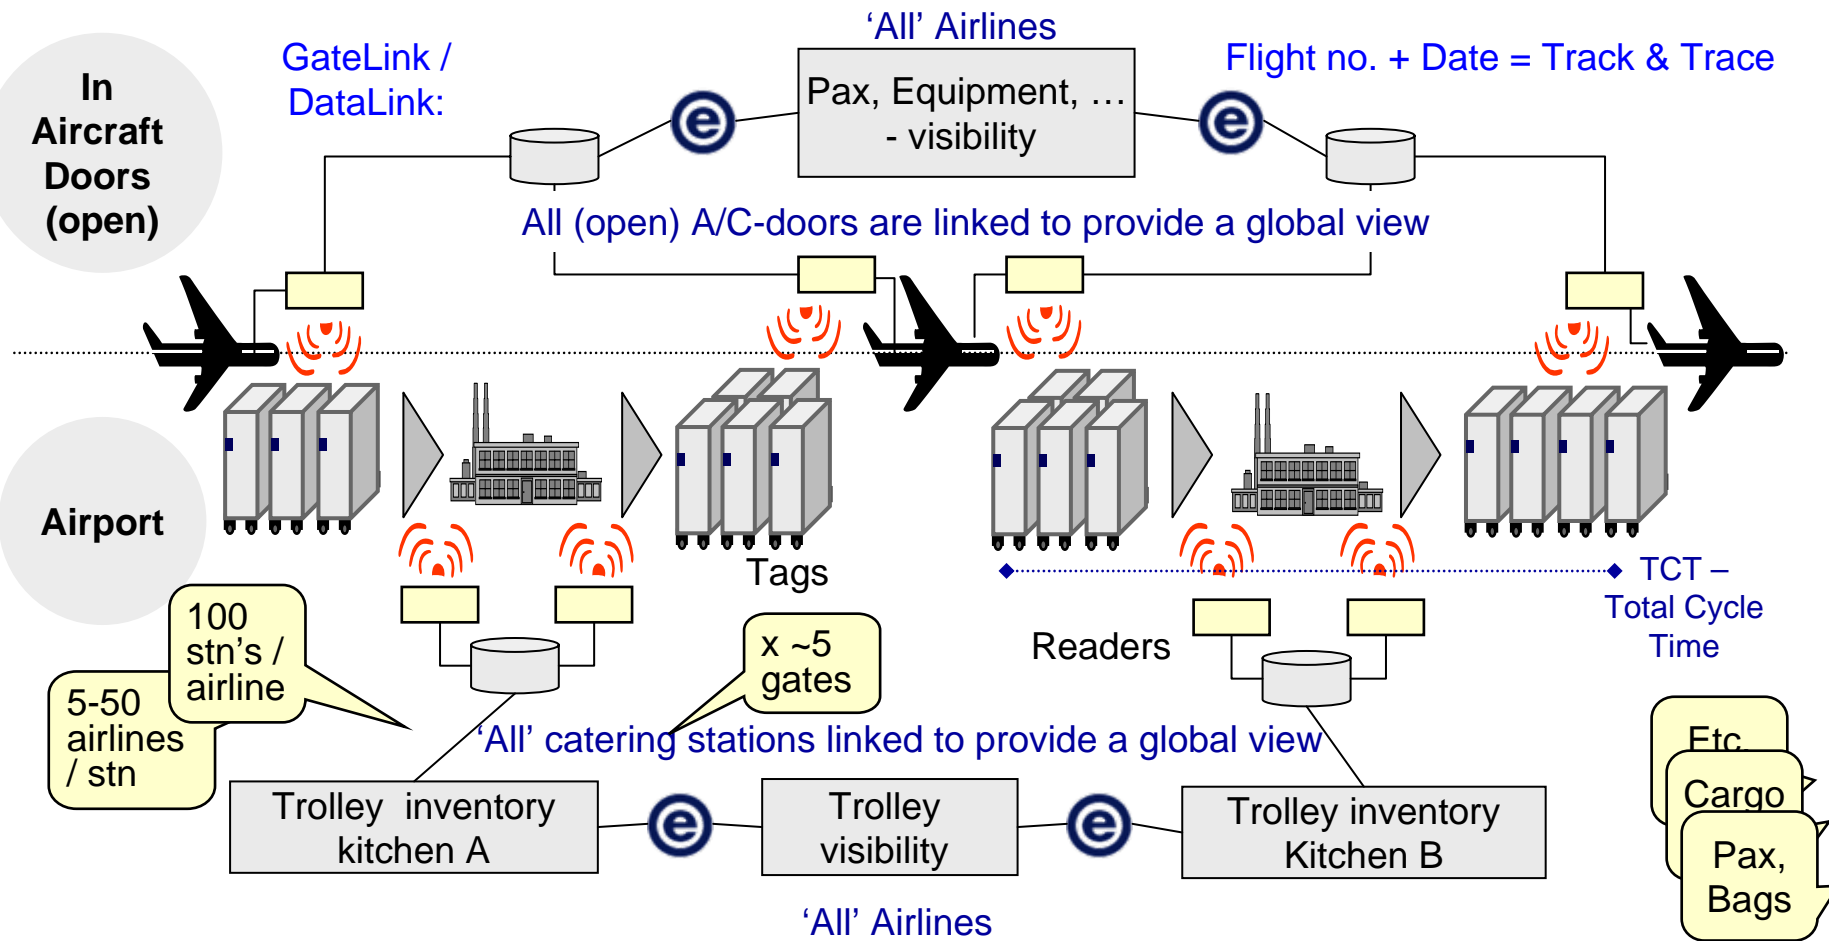 ‘All’ Airlines
GateLink /
DataLink:
Flight no. + Date = Track & Trace
In
Aircraft
Doors
(open)
Pax, Equipment, …
- visibility
e
e
All (open) A/C-doors are linked to provide a global view
Airport
Tags
TCT –
Total Cycle
Time
Readers
100
stn’s /
airline
x ~5
gates
5-50
airlines
/ stn
‘All’ catering stations linked to provide a global view
Etc.
Cargo
Pax,
Bags
Trolley inventory
kitchen A
e
Trolley
visibility
e
Trolley inventory
Kitchen B
‘All’ Airlines